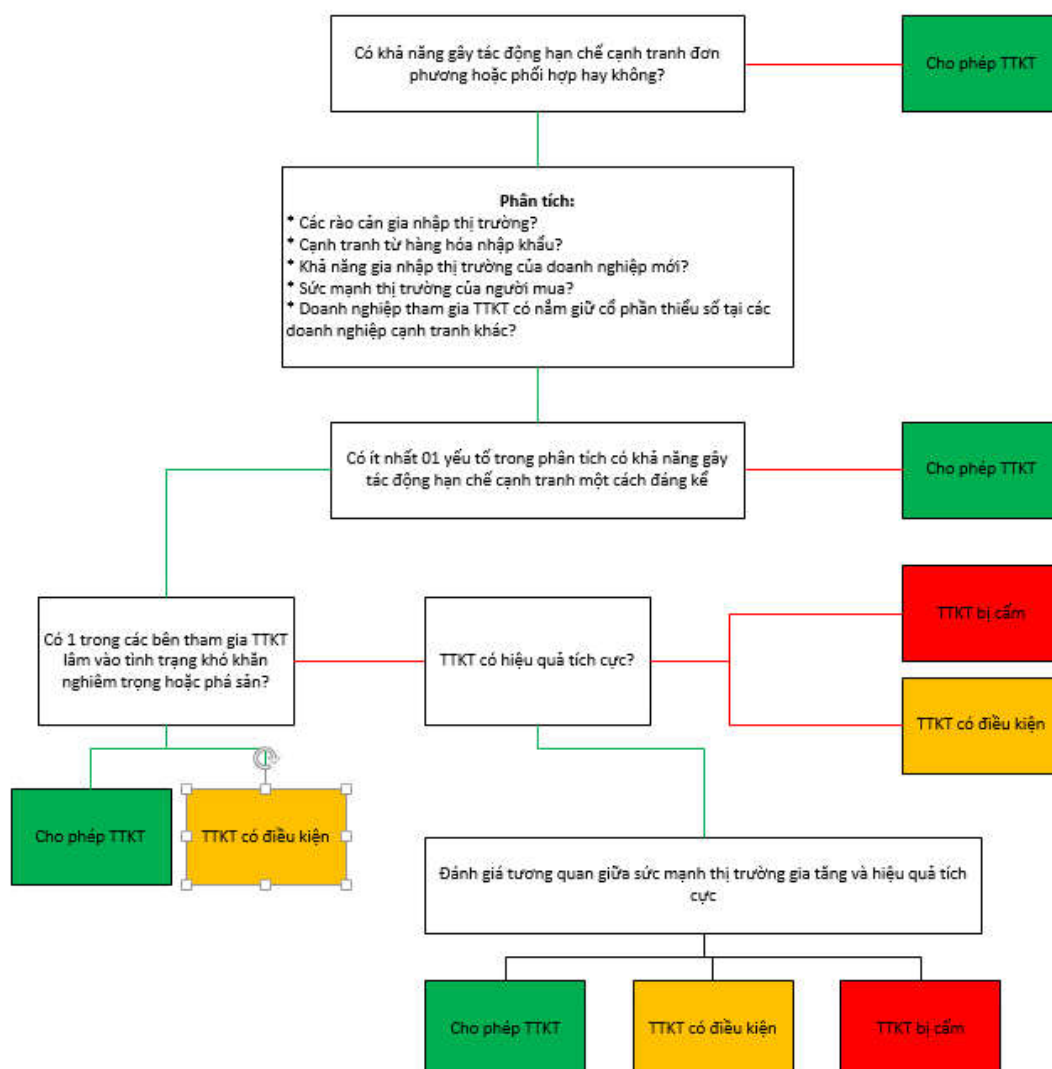 Có khả năng gây tác động hạn chế cạnh tranh đơn
phương hoặc phối hợp hay không?
Cho phép TTKT
Phân tích:
* Các rào cản gia nhập thị trường?
* Cạnh tranh từ hàng hóa nhập khẩu?
* Khả năng gia nhập thị trường của doanh nghiệp mới?
* Sức mạnh thị trường của người mua?
* Doanh nghiệp tham gia TTKT có nắm giữ cổ phần thiểu số tại các
doanh nghiệp cạnh tranh khác?
Có ít nhất 01 yếu tố trong phân tích có khả năng gây
tác động hạn chế cạnh tranh một cách đáng kể
Cho phép TTKT
Có 1 trong các bên tham gia TTKT
lâm vào tình trạng khó khăn
nghiêm trọng hoặc phá sản?
TTKT có hiệu quả tích cực?
TTKT bị cấm
TTKT có điều kiện
Cho phép TTKT
TTKT có điều kiện
Đánh giá tương quan giữa sức mạnh thị trường gia tăng và hiệu quả tích
cực
Cho phép TTKT
TTKT có điều kiện
TTKT bị cấm